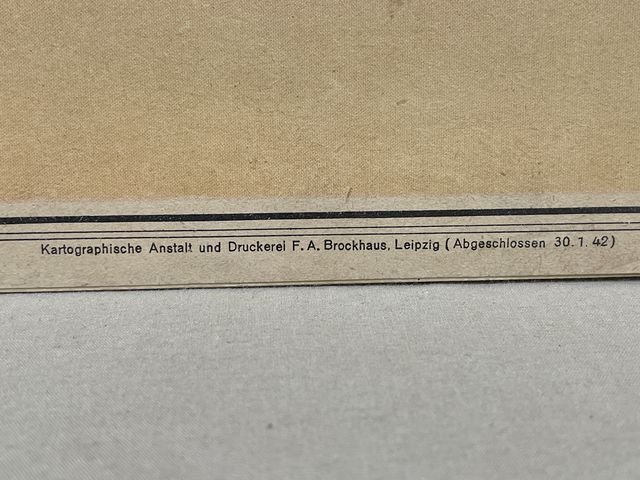 Kartographische Anstalt und Druckerei F. A. Brockhaus, Leipzig (Abgeschlossen 30. 1. 42)